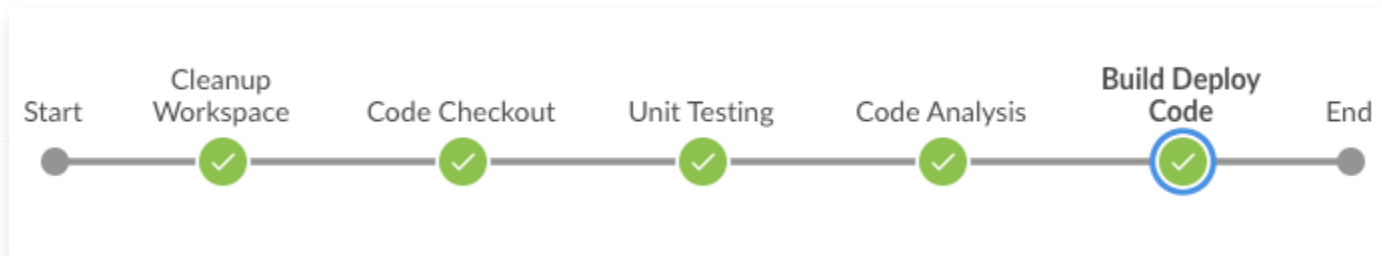 Start
Cleanup
Workspace
Code Checkout
Unit Testing
Code Analysis
Build Deploy
Code
End